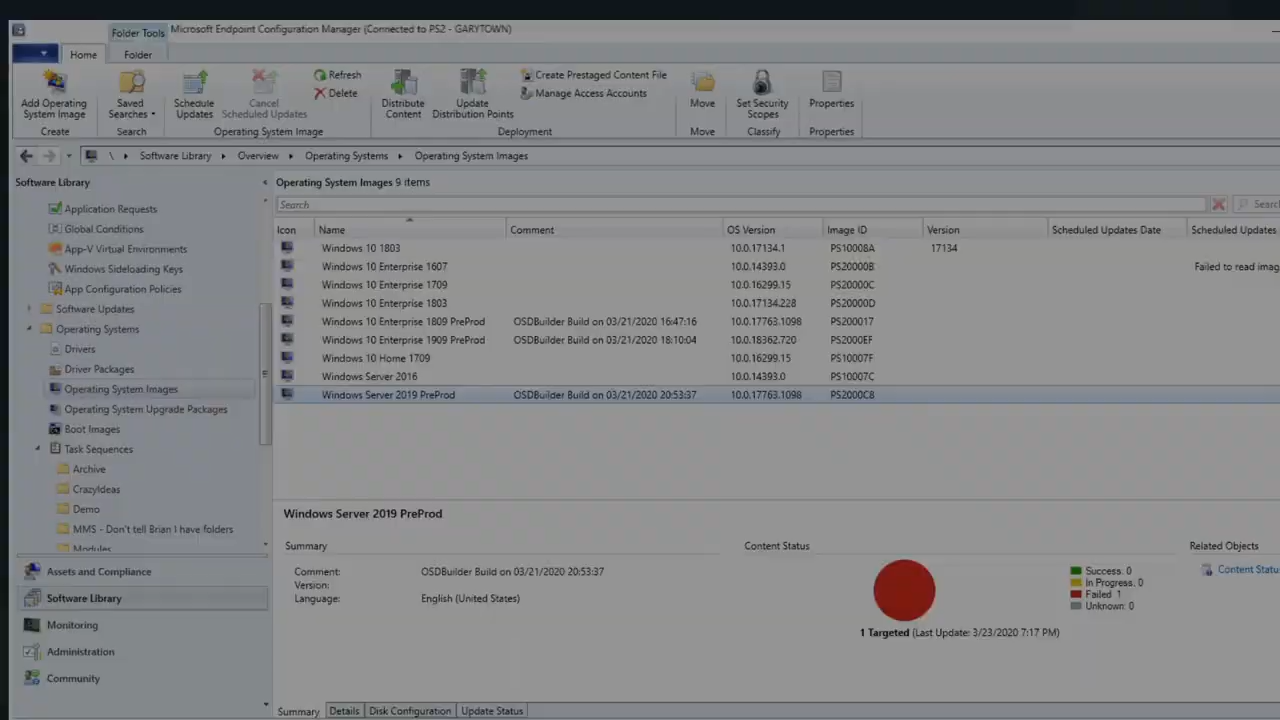 Folder Tools
Microsoft Endpoint Configuration Manager (Connected to PS2 - GARYTOWN)
Home
Folder
Add Operating System Image
Create
Saved Searches
Search
Schedule Updates
Cancel Scheduled Updates
Refresh
Delete
Operating System Image
Distribute Content
Update Distribution Points
Create Prestaged Content File
Manage Access Accounts
Deployment
Move
Move
Set Security Scopes
Classify
Properties
Properties
\ Software Library Overview Operating Systems Operating System Images
Software Library
Application Requests
Global Conditions
App-V Virtual Environments
Windows Sideloading Keys
App Configuration Policies
Software Updates
Operating Systems
Drivers
Driver Packages
Operating System Images
Operating System Upgrade Packages
Boot Images
Task Sequences
Archive
CrazyIdeas
Demo
MMS - Don't tell Brian I have folders
Modules
Assets and Compliance
Software Library
Monitoring
Administration
Community
Operating System Images 9 items
Search
Searc
Icon Name Comment OS Version Image ID Version Scheduled Updates Date Scheduled Updates
Windows 10 1803 10.0.17134.1 PS10008A 17134
Windows 10 Enterprise 1607 10.0.14393.0 PS20000B Failed to read imag
Windows 10 Enterprise 1709 10.0.16299.15 PS20000C
Windows 10 Enterprise 1803 10.0.17134.228 PS20000D
Windows 10 Enterprise 1809 PreProd OSDBuilder Build on 03/21/2020 16:47:16 10.0.17763.1098 PS200017
Windows 10 Enterprise 1909 PreProd OSDBuilder Build on 03/21/2020 18:10:04 10.0.18362.720 PS2000EF
Windows 10 Home 1709 10.0.16299.15 PS10007F
Windows Server 2016 10.0.14393.0 PS10007C
Windows Server 2019 PreProd OSDBuilder Build on 03/21/2020 20:53:37 10.0.17763.1098 PS2000C8
Windows Server 2019 PreProd
Summary
Comment: OSDBuilder Build on 03/21/2020 20:53:37
Version:
Language: English (United States)
Content Status
Success: 0
In Progress: 0
Failed: 1
Unknown: 0
1 Targeted (Last Update: 3/23/2020 7:17 PM)
Related Objects
Content Statu
Summary Details Disk Configuration Update Status